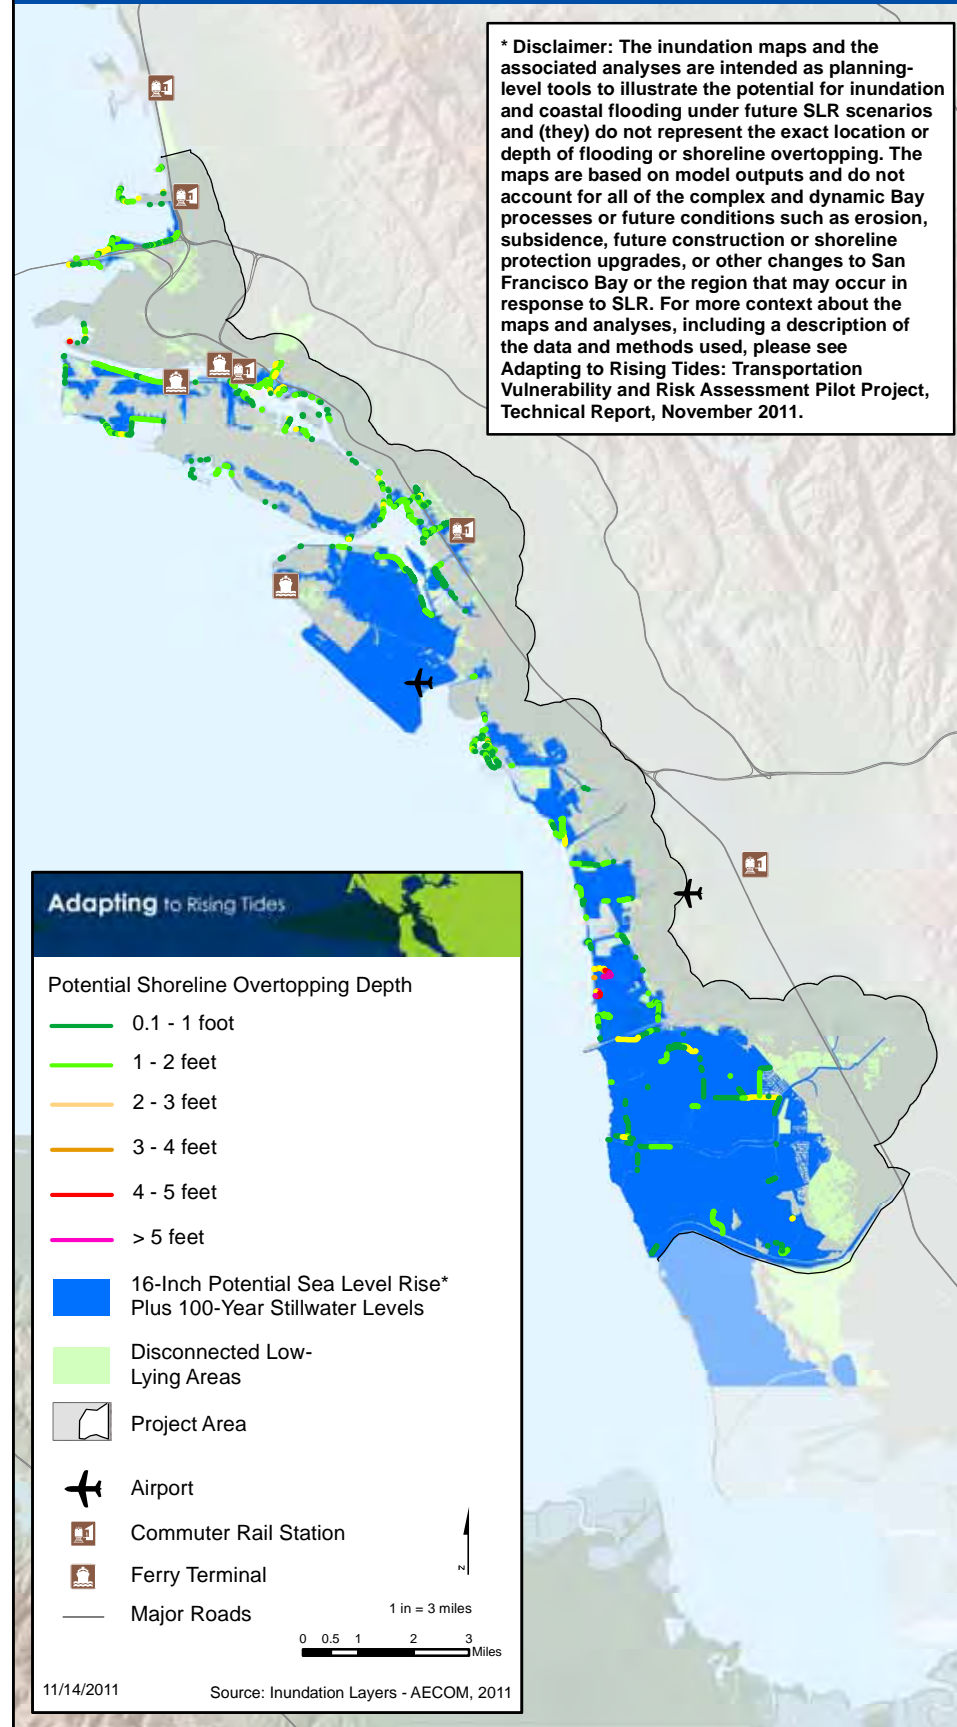 * Disclaimer: The inundation maps and the
associated analyses are intended as planning-
level tools to illustrate the potential for inundation
and coastal flooding under future SLR scenarios
and (they) do not represent the exact location or
depth of flooding or shoreline overtopping. The
maps are based on model outputs and do not
account for all of the complex and dynamic Bay
processes or future conditions such as erosion,
subsidence, future construction or shoreline
protection upgrades, or other changes to San
Francisco Bay or the region that may occur in
response to SLR. For more context about the
maps and analyses, including a description of
the data and methods used, please see
Adapting to Rising Tides: Transportation
Vulnerability and Risk Assessment Pilot Project,
Technical Report, November 2011.
Adapting to Rising Tides
Potential Shoreline Overtopping Depth
0.1 - 1 foot
1 - 2 feet
2 - 3 feet
3 - 4 feet
4 - 5 feet
> 5 feet
16-Inch Potential Sea Level Rise*
Plus 100-Year Stillwater Levels
Disconnected Low-
Lying Areas
Project Area
Airport
Commuter Rail Station
Ferry Terminal
Major Roads
N
1 in = 3 miles
0 0.5 1 2 3
Miles
11/14/2011
Source: Inundation Layers - AECOM, 2011